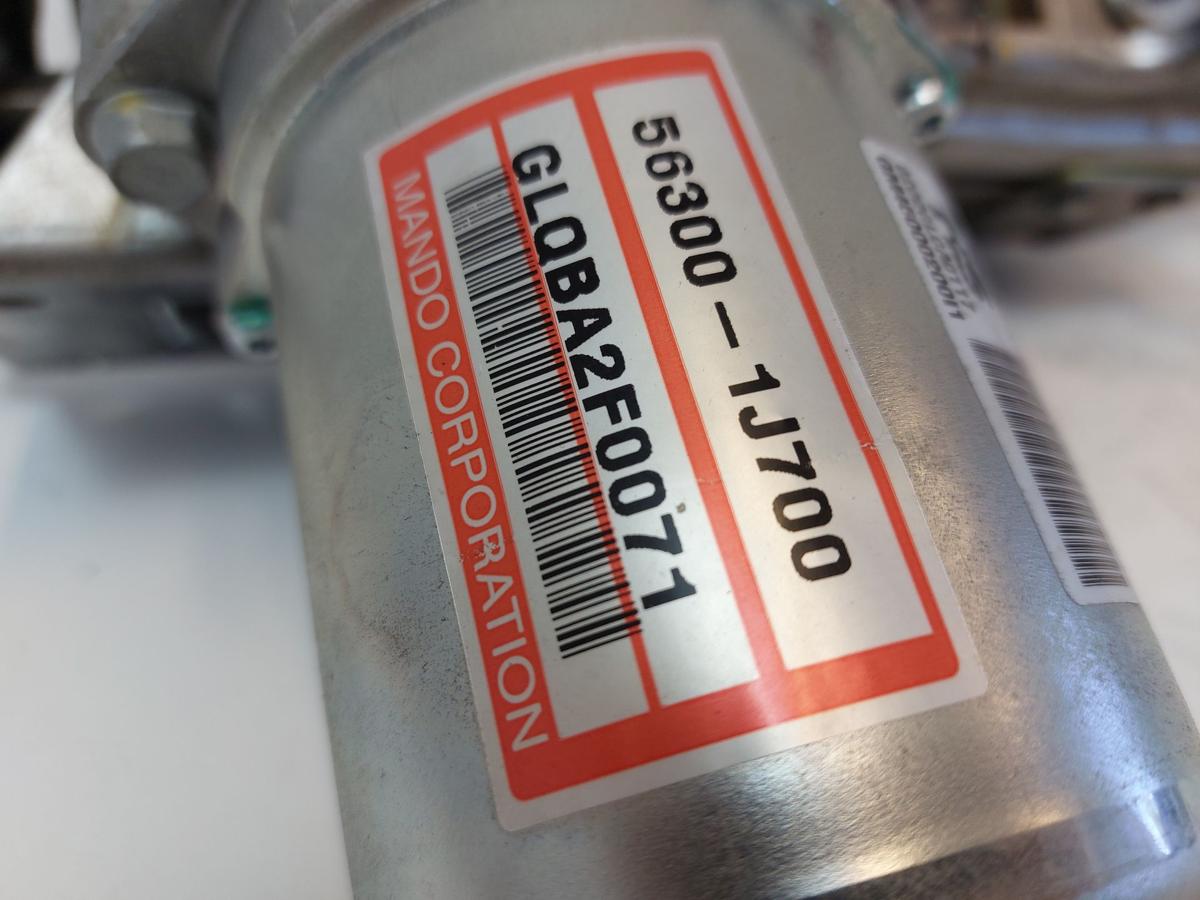 56300-1J700
GLQBA2F0071
MANDO CORPORATION